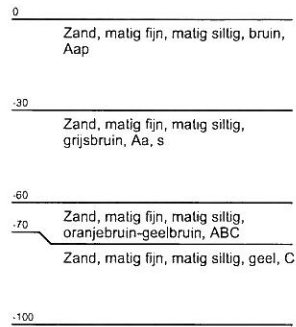 0
Zand, matig fijn, matig siltig, bruin,
Aap
-30
Zand, matig fijn, matig siltig,
grijsbruin, Aa, s
-60
Zand, matig fijn, matig siltig,
-70
oranjebruin-geelbruin, ABC
Zand, matig fijn, matig siltig, geel, C
-100